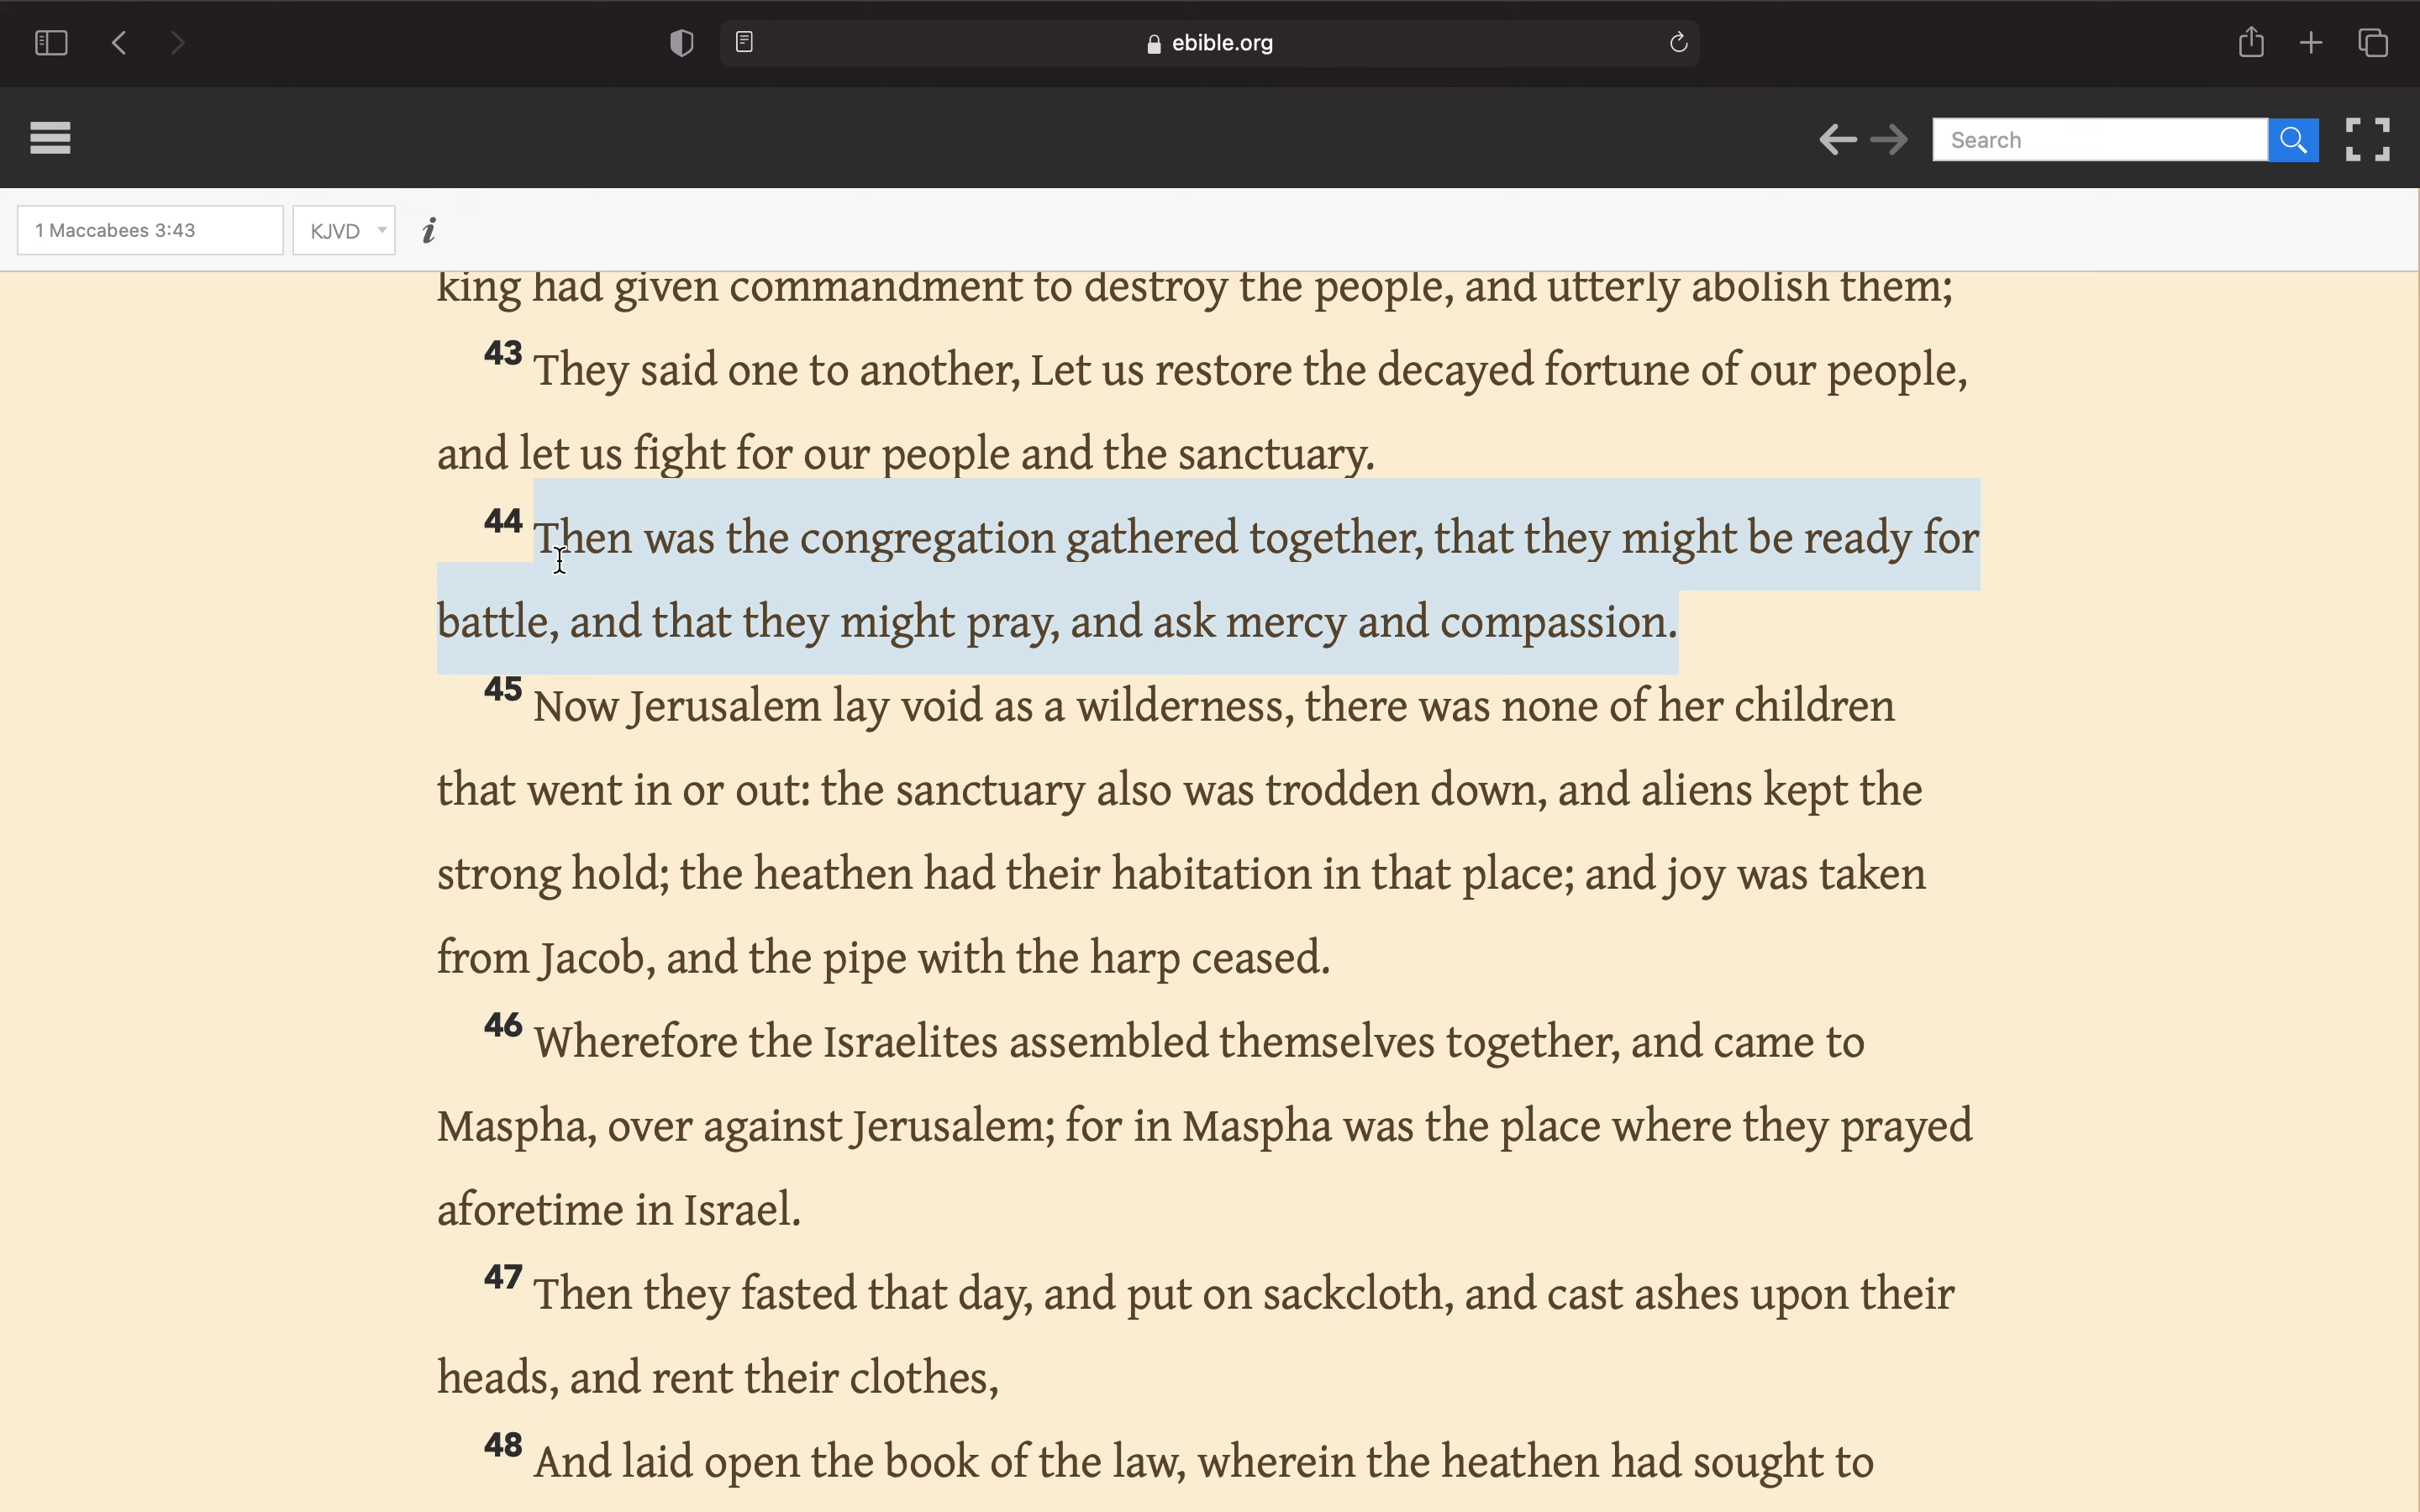 ebible.org
Search
1 Maccabees 3:43
KJVD
i
king had given commandment to destroy the people, and utterly abolish them;
43 They said one to another, Let us restore the decayed fortune of our people,
and let us fight for our people and the sanctuary.
44 Then was the congregation gathered together, that they might be ready for
battle, and that they might pray, and ask mercy and compassion.
45 Now Jerusalem lay void as a wilderness, there was none of her children
that went in or out: the sanctuary also was trodden down, and aliens kept the
strong hold; the heathen had their habitation in that place; and joy was taken
from Jacob, and the pipe with the harp ceased.
46 Wherefore the Israelites assembled themselves together, and came to
Maspha, over against Jerusalem; for in Maspha was the place where they prayed
aforetime in Israel.
47 Then they fasted that day, and put on sackcloth, and cast ashes upon their
heads, and rent their clothes,
48 And laid open the book of the law, wherein the heathen had sought to